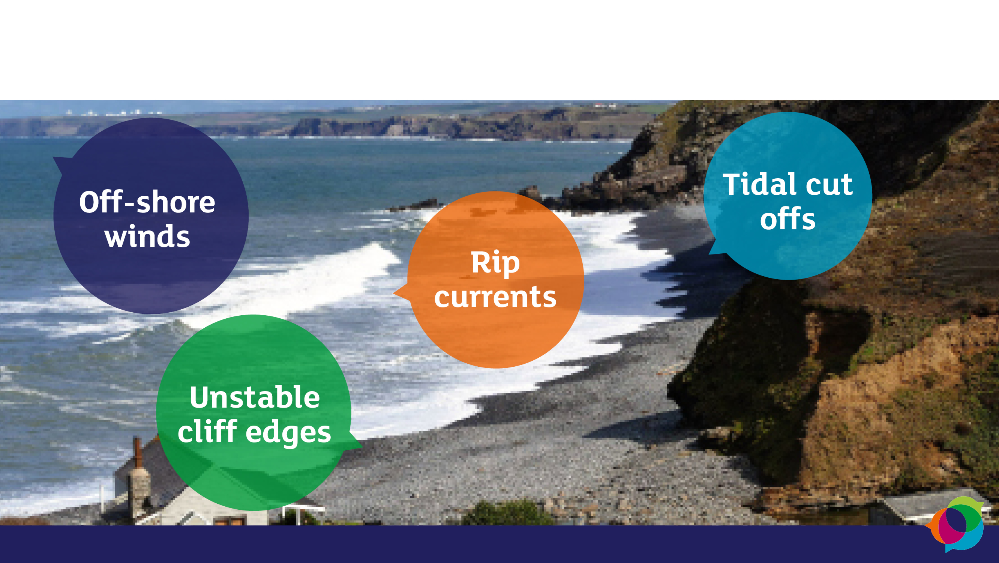 Off-shore
winds
Tidal cut
offs
Rip
currents
Unstable
cliff edges